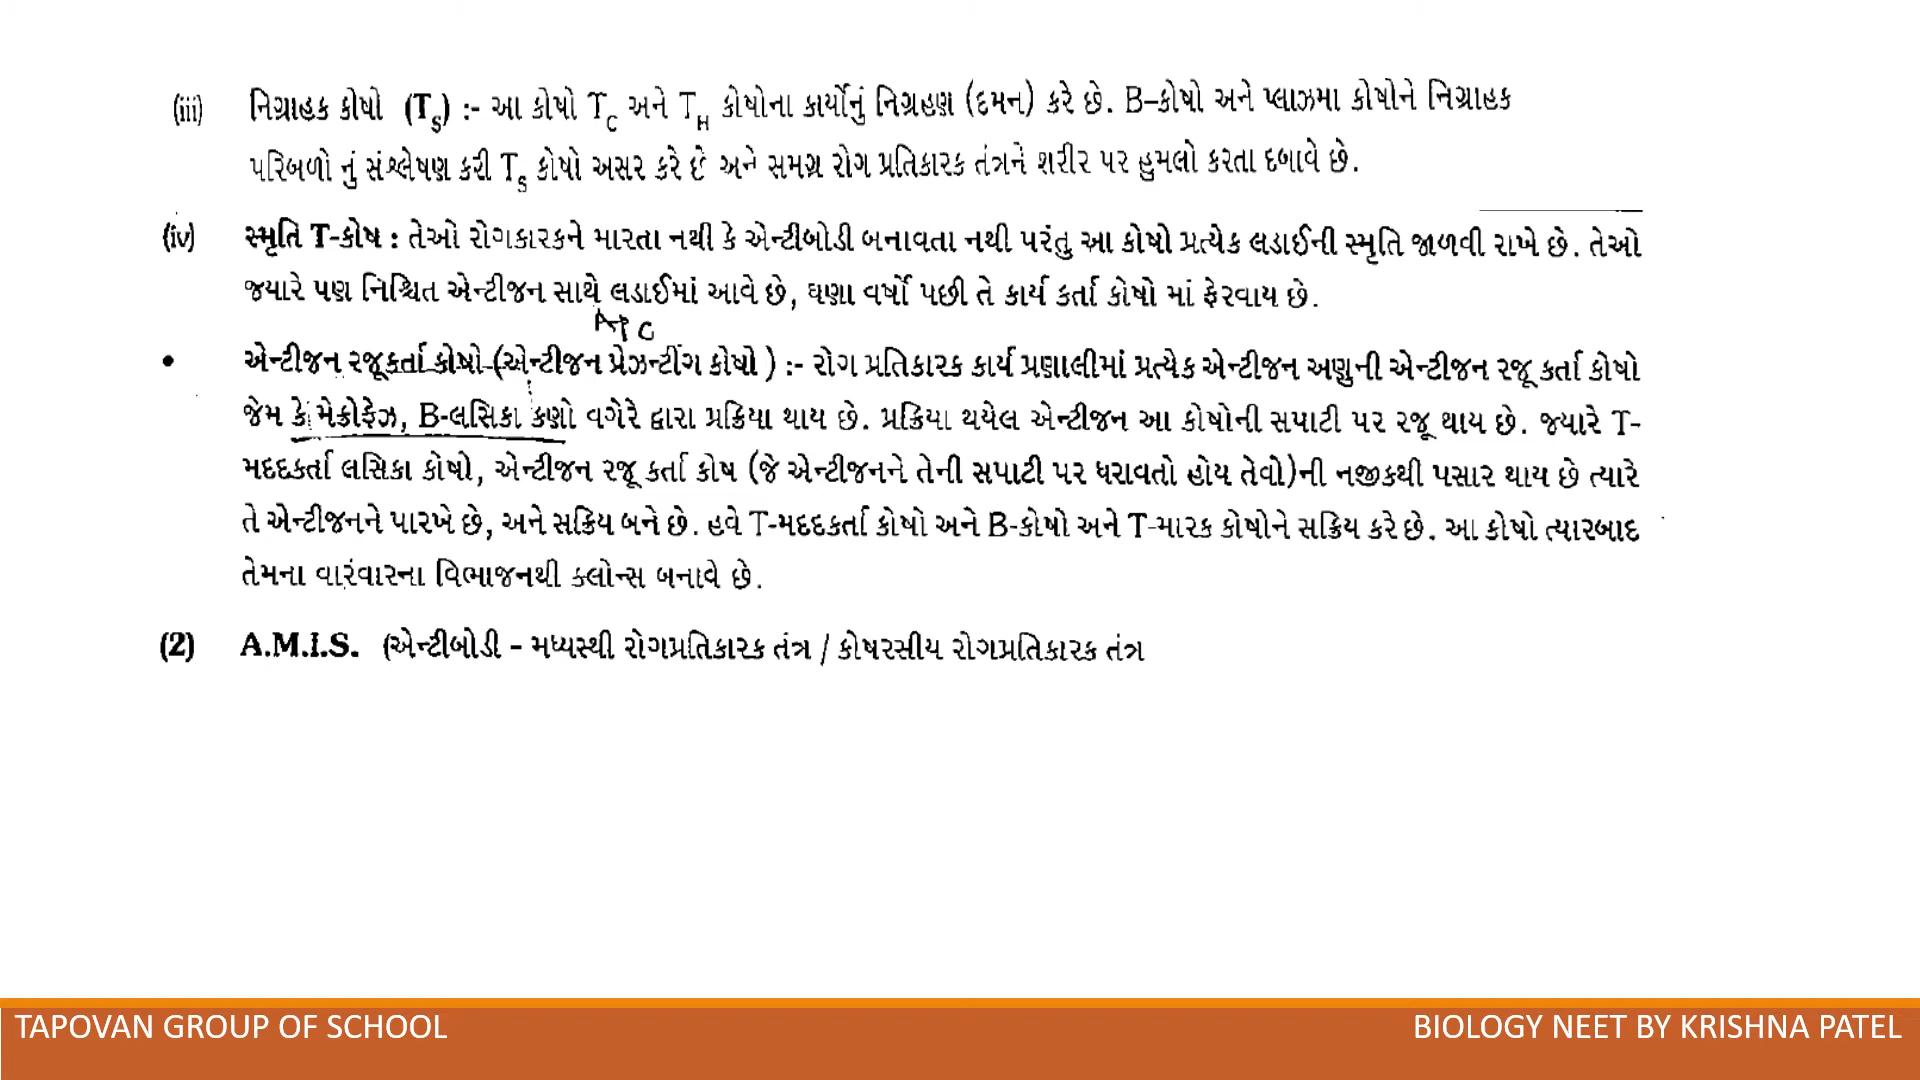 (iii) નિગ્રાહક કોષો (TS) :- આ કોષો TC અને TH કોષોના કાર્યોનું નિગ્રહણ (દમન) કરે છે. B–કોષો અને પ્લાઝમા કોષોને નિગ્રાહક
પરિબળો નું સંશ્લેષણ કરી TS કોષો અસર કરે છે અને સમગ્ર રોગ પ્રતિકારક તંત્રને શરીર પર હુમલો કરતા દબાવે છે.
(iv) સ્મૃતિ T-કોષ : તેઓ રોગકારકને મારતા નથી કે એન્ટીબોડી બનાવતા નથી પરંતુ આ કોષો પ્રત્યેક લડાઈની સ્મૃતિ જાળવી રાખે છે. તેઓ
જયારે પણ નિશ્ચિત એન્ટીજન સાથે લડાઈમાં આવે છે, ઘણા વર્ષો પછી તે કાર્ય કર્તા કોષો માં ફેરવાય છે.
APC
• એન્ટીજન રજૂકર્તા કોષો (એન્ટીજન પ્રેઝન્ટીંગ કોષો ) :- રોગ પ્રતિકારક કાર્ય પ્રણાલીમાં પ્રત્યેક એન્ટીજન અણુની એન્ટીજન રજૂ કર્તા કોષો
જેમ કે મેક્રોફેઝ, B-લસિકા કણો વગેરે દ્વારા પ્રક્રિયા થાય છે. પ્રક્રિયા થયેલ એન્ટીજન આ કોષોની સપાટી પર રજૂ થાય છે. જ્યારે T-
મદદકર્તા લસિકા કોષો, એન્ટીજન રજૂ કર્તા કોષ (જે એન્ટીજનને તેની સપાટી પર ધરાવતો હોય તેવો)ની નજીકથી પસાર થાય છે ત્યારે
તે એન્ટીજનને પારખે છે, અને સક્રિય બને છે. હવે T-મદદકર્તા કોષો અને B-કોષો અને T-મારક કોષોને સક્રિય કરે છે. આ કોષો ત્યારબાદ
તેમના વારંવારના વિભાજનથી ક્લોન્સ બનાવે છે.
(2) A.M.I.S. (એન્ટીબોડી - મધ્યસ્થી રોગપ્રતિકારક તંત્ર / કોષરસીય રોગપ્રતિકારક તંત્ર
TAPOVAN GROUP OF SCHOOL
BIOLOGY NEET BY KRISHNA PATEL